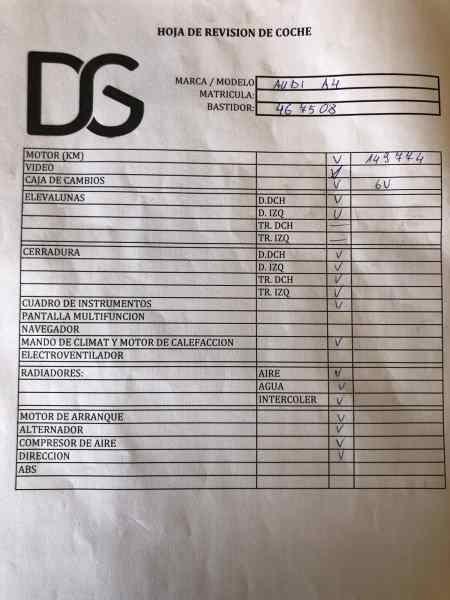 HOJA DE REVISION DE COCHE
DG
MARCA / MODELO AUDI A4
MATRICULA:
BASTIDOR: 467508
MOTOR (KM) V 149.774
VIDEO V
CAJA DE CAMBIOS V 6V
ELEVALUNAS D.DCH V
D. IZQ V
TR. DCH —
TR. IZQ —
CERRADURA D.DCH V
D. IZQ V
TR. DCH V
TR. IZQ V
CUADRO DE INSTRUMENTOS V
PANTALLA MULTIFUNCION
NAVEGADOR
MANDO DE CLIMAT Y MOTOR DE CALEFACCION V
ELECTROVENTILADOR
RADIADORES: AIRE V
AGUA V
INTERCOLER V
MOTOR DE ARRANQUE V
ALTERNADOR V
COMPRESOR DE AIRE V
DIRECCION V
ABS